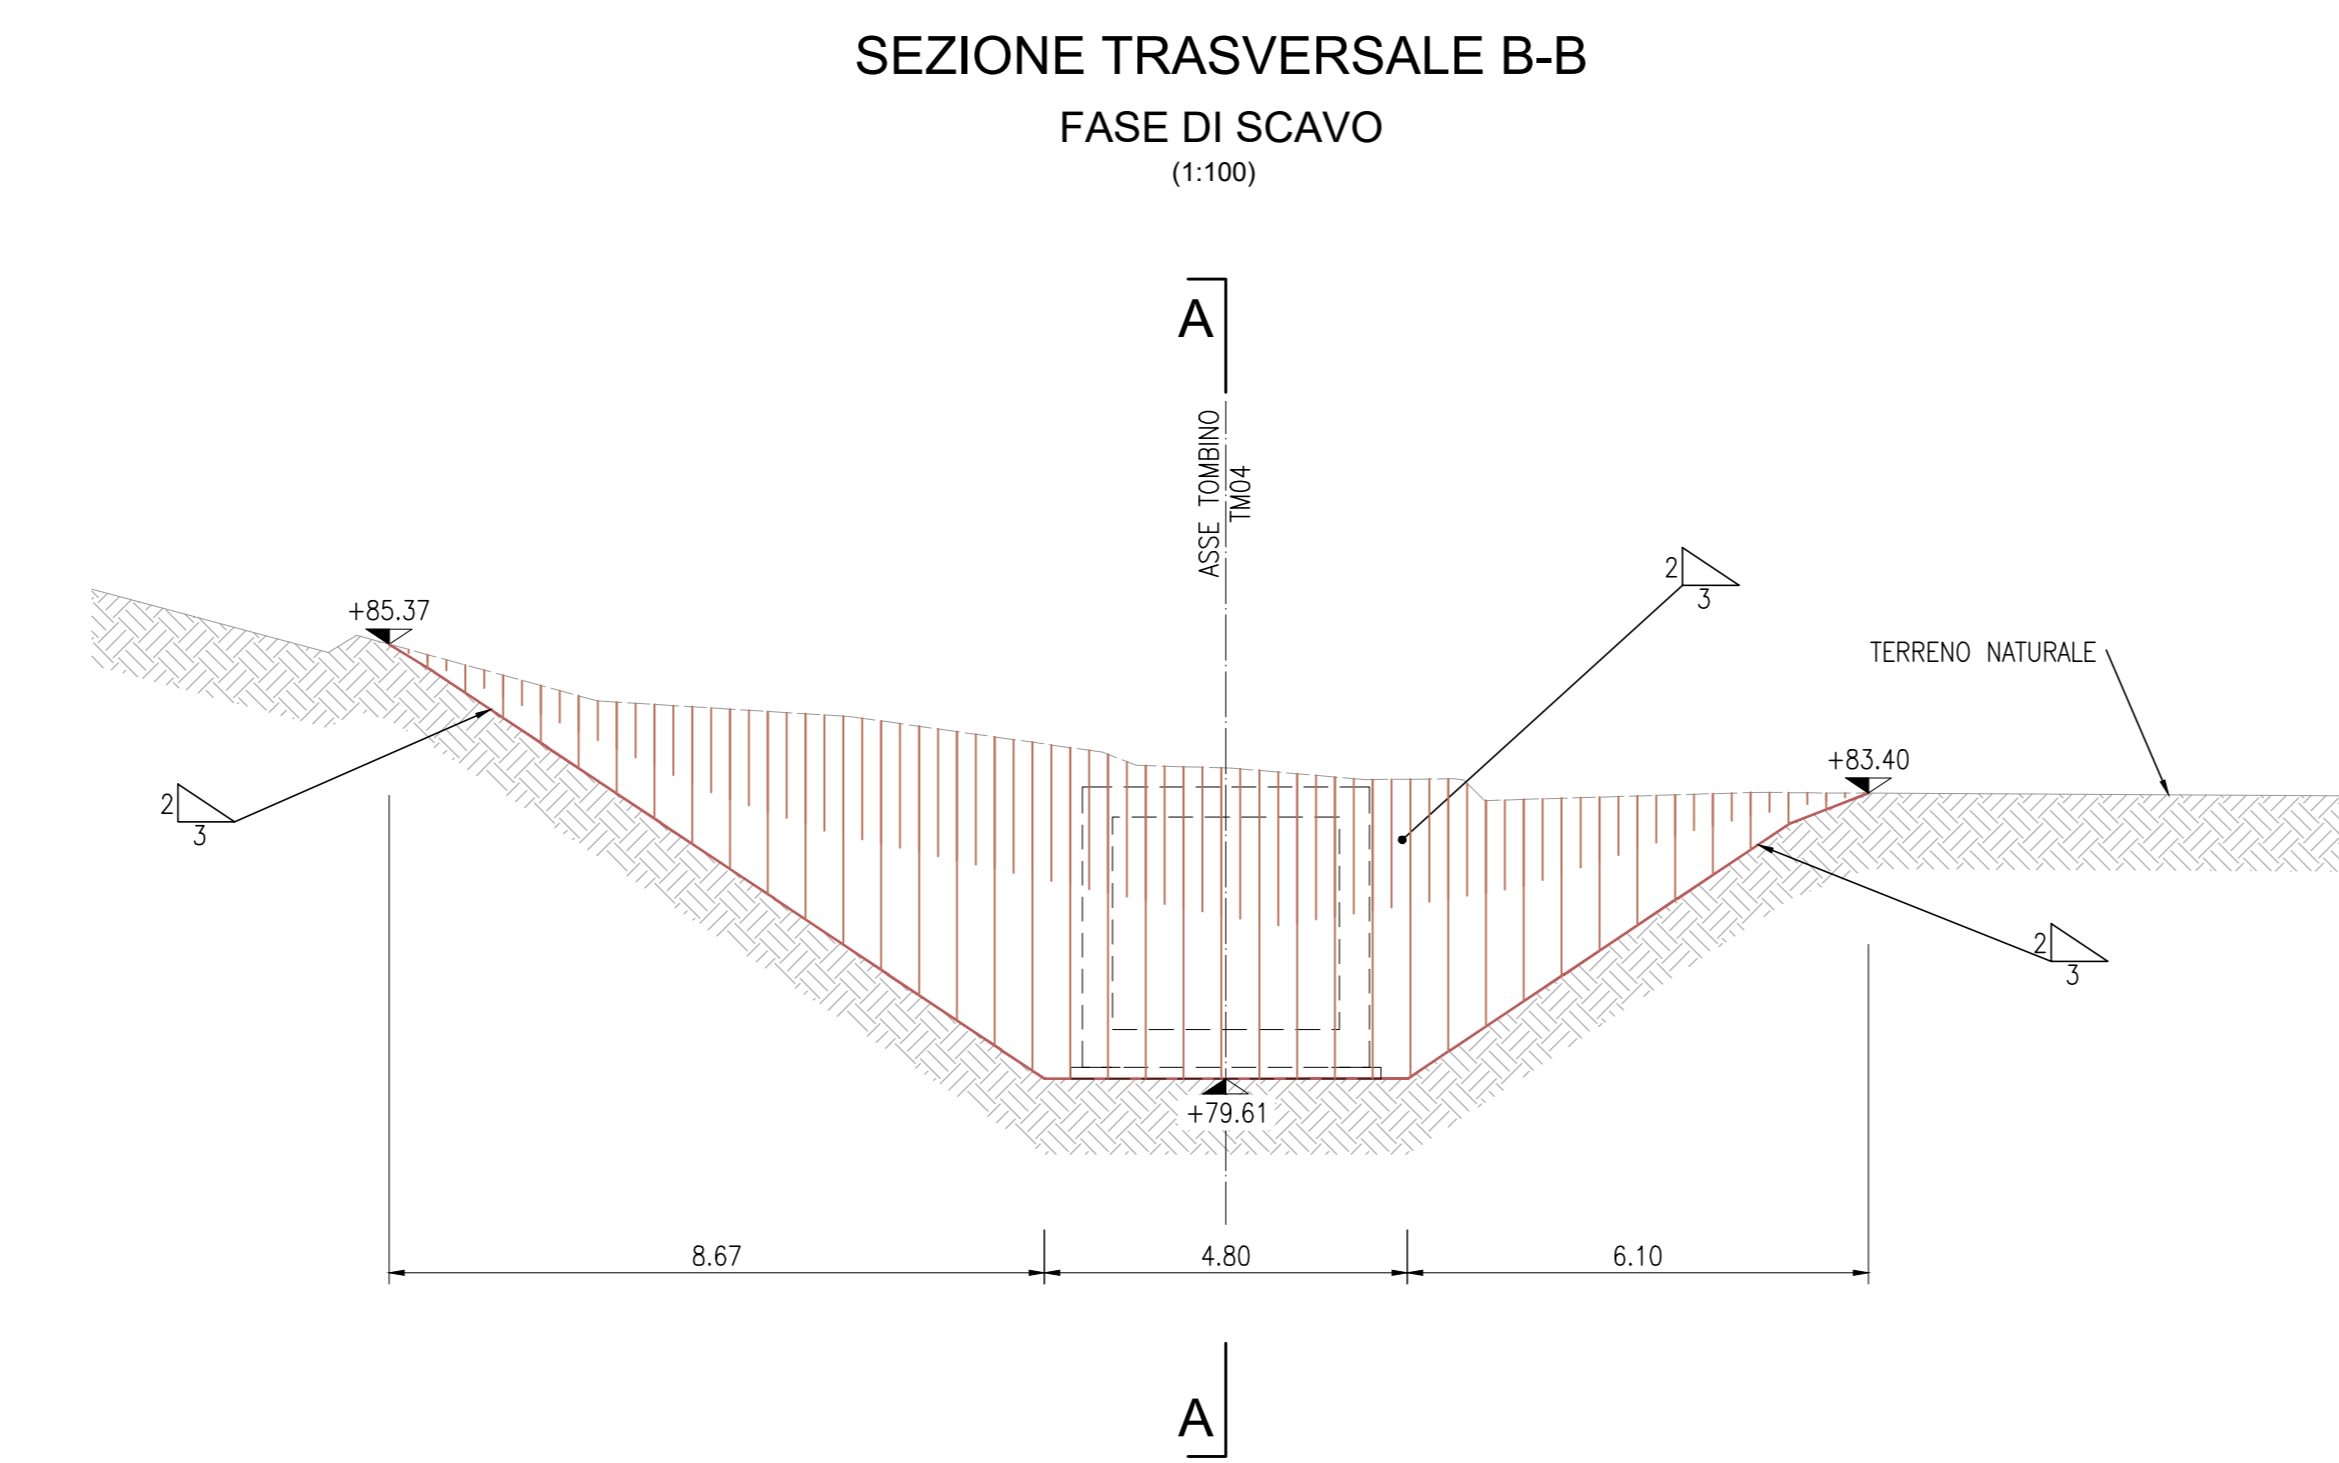 SEZIONE TRASVERSALE B-B
FASE DI SCAVO
(1:100)
A
ASSE TOMBINO
TM04
2
3
+85.37
TERRENO NATURALE
+83.40
2
3
2
3
+79.61
8.67
4.80
6.10
A